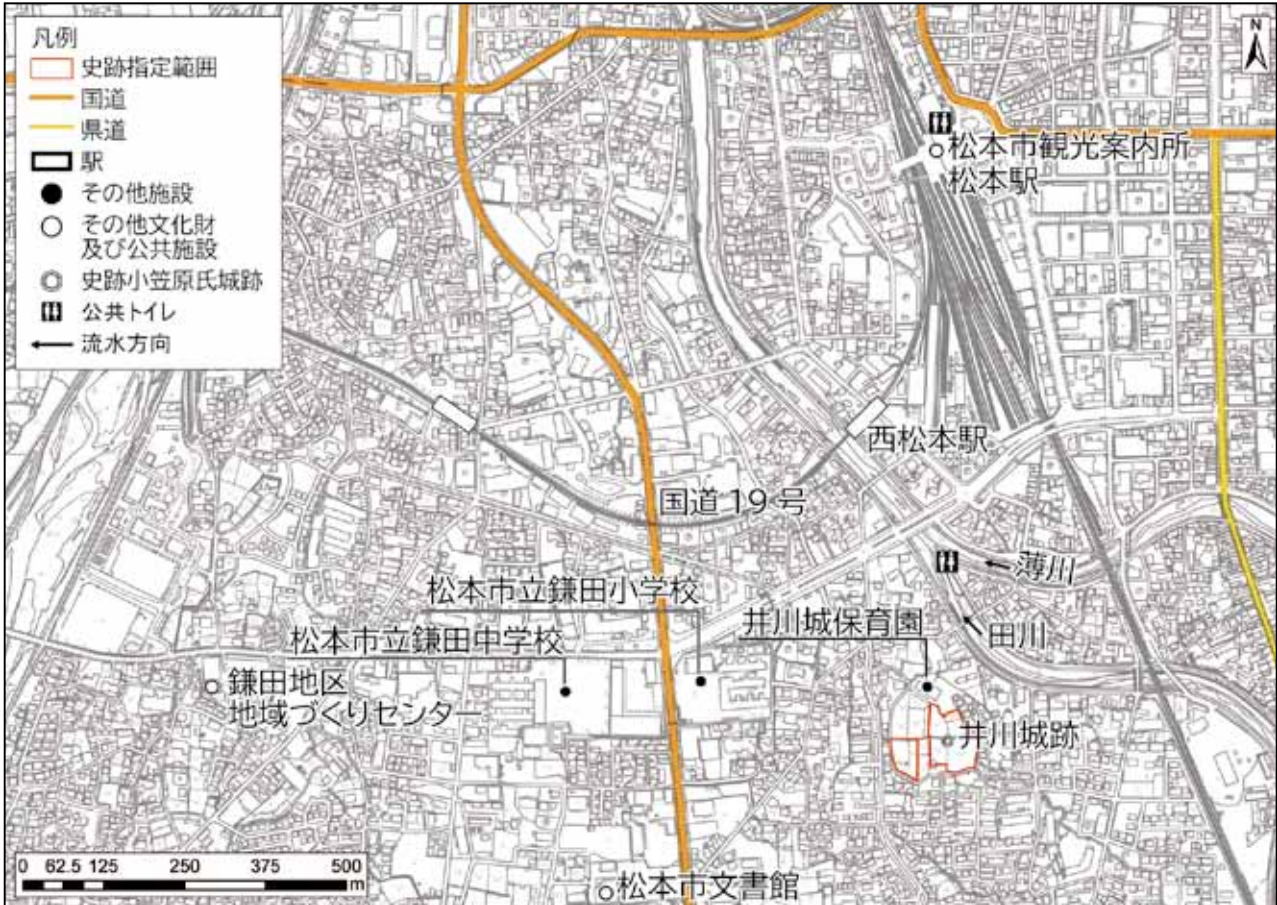 凡例
史跡指定範囲
国道
県道
駅
その他施設
その他文化財
及び公共施設
史跡小笠原氏城跡
公共トイレ
流水方向
N
松本市観光案内所
松本駅
西松本駅
国道 19 号
薄川
松本市立鎌田小学校
井川城保育園
田川
松本市立鎌田中学校
鎌田地区
地域づくりセンター
井川城跡
松本市文書館
0 62.5 125 250 375 500
m